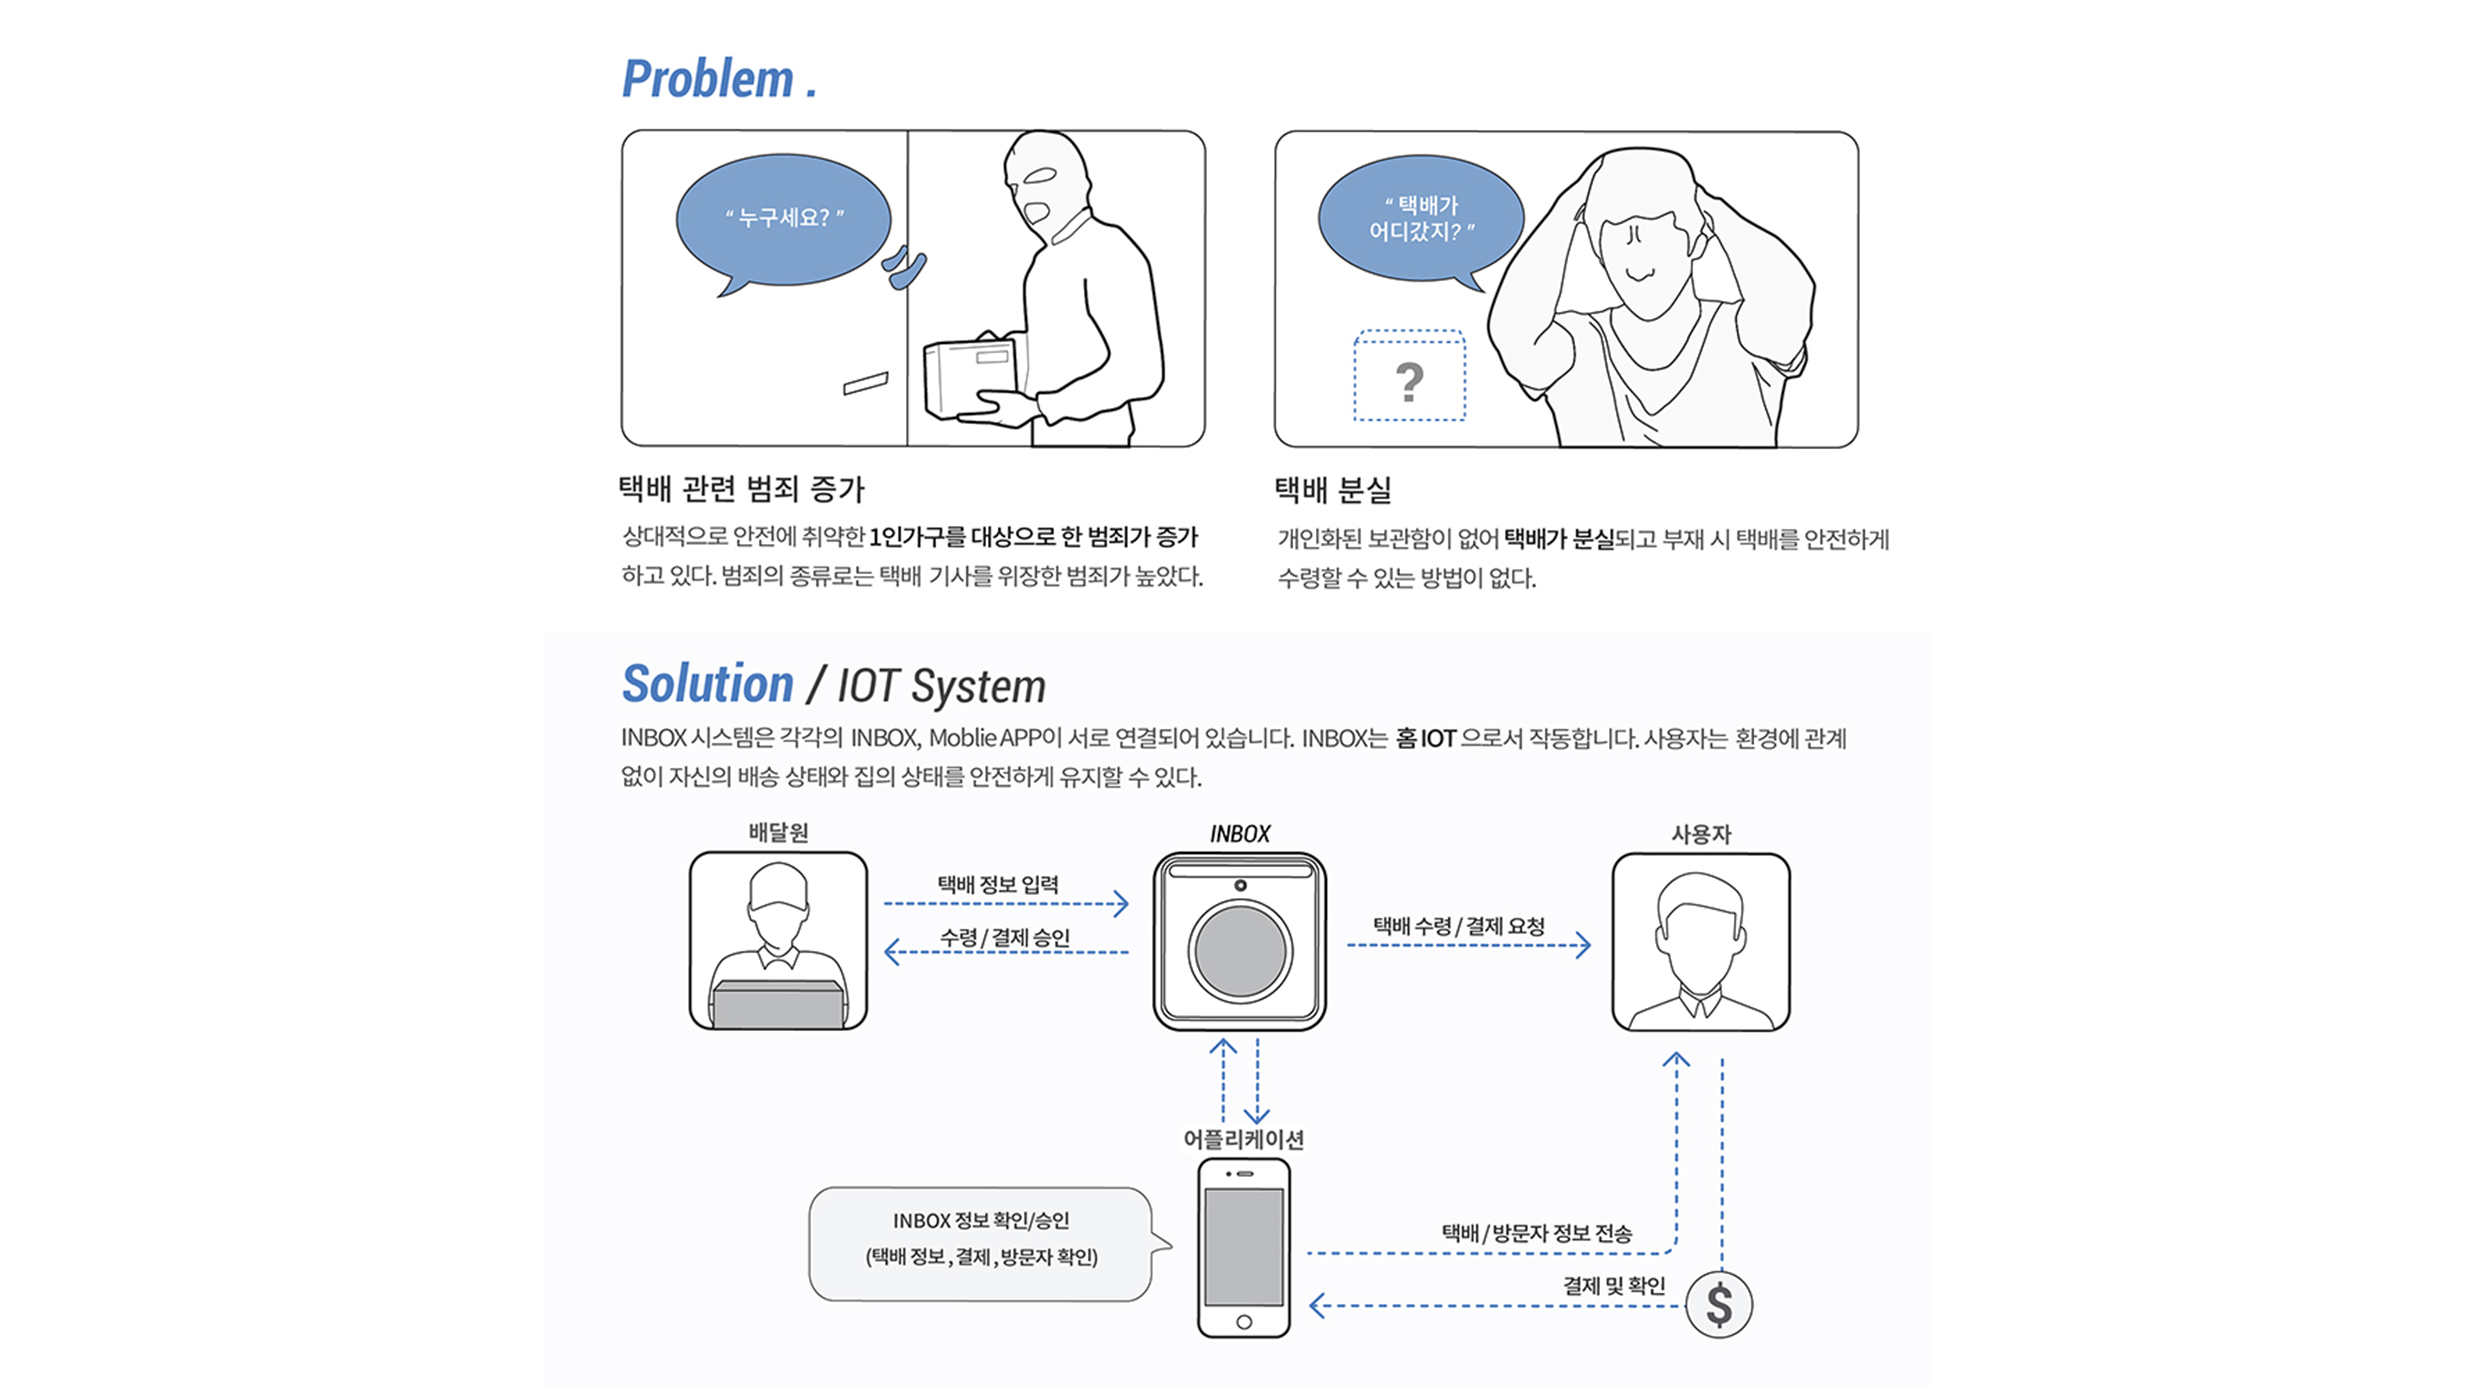 Problem .
“ 누구세요? ”
“ 택배가
어디갔지? ”
?
택배 관련 범죄 증가
상대적으로 안전에 취약한 1인가구를 대상으로 한 범죄가 증가
하고 있다. 범죄의 종류로는 택배 기사를 위장한 범죄가 높았다.
택배 분실
개인화된 보관함이 없어 택배가 분실되고 부재 시 택배를 안전하게
수령할 수 있는 방법이 없다.
Solution / IOT System
INBOX 시스템은 각각의 INBOX, Moblie APP이 서로 연결되어 있습니다. INBOX는 홈 IOT 으로서 작동합니다. 사용자는 환경에 관계
없이 자신의 배송 상태와 집의 상태를 안전하게 유지할 수 있다.
배달원
INBOX
사용자
택배 정보 입력
수령 / 결제 승인
택배 수령 / 결제 요청
어플리케이션
INBOX 정보 확인/승인
(택배 정보 , 결제 , 방문자 확인)
택배 / 방문자 정보 전송
결제 및 확인
$